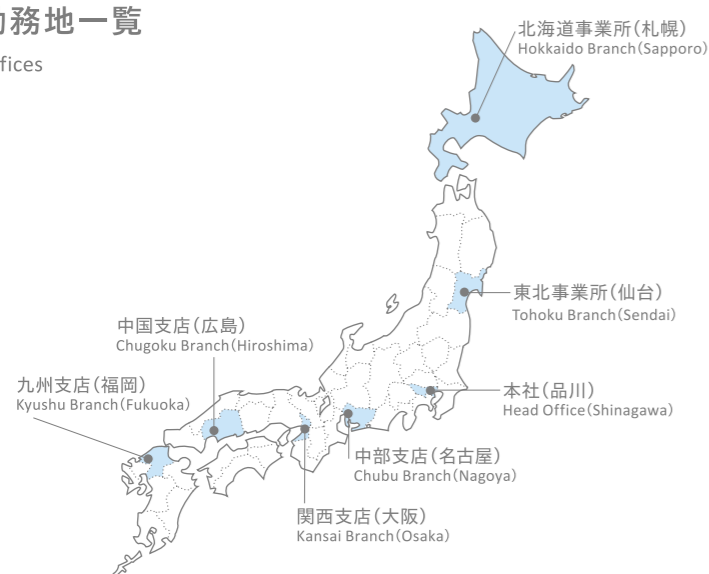 務地一覧
北海道事業所(札幌)
Hokkaido Branch(Sapporo)
東北事業所(仙台)
Tohoku Branch(Sendai)
中国支店(広島)
Chugoku Branch(Hiroshima)
九州支店(福岡)
Kyushu Branch(Fukuoka)
本社(品川)
Head Office(Shinagawa)
中部支店(名古屋)
Chubu Branch(Nagoya)
関西支店(大阪)
Kansai Branch(Osaka)